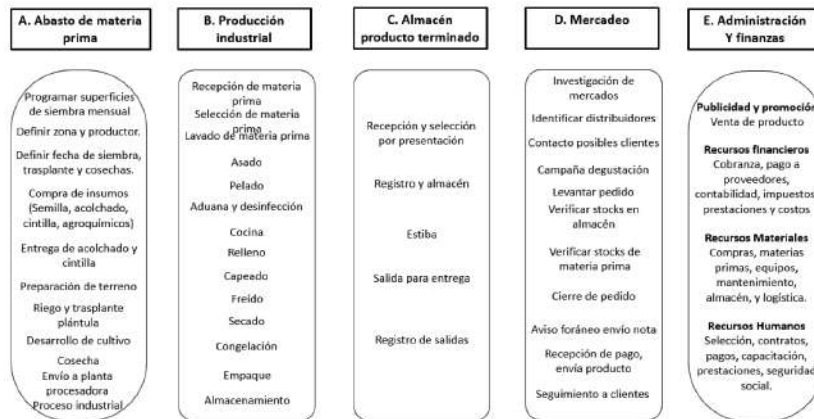 A. Abasto de materia
prima
Programar superficies
de siembra mensual
Definir zona y productor.
Definir fecha de siembra,
trasplante y cosechas.
Compra de insumos
(Semilla, acolchado,
cintilla, agroquímicos)
Entrega de acolchado y
cintilla
Preparación de terreno
Riego y trasplante
plántula
Desarrollo de cultivo
Cosecha
Envío a planta
procesadora
Proceso industrial
B. Producción
industrial
Recepción de materia
prima
Selección de materia
prima
Lavado de materia prima
Asado
Pelado
Aduana y desinfección
Cocina
Relleno
Capeado
Freído
Secado
Congelación
Empaque
Almacenamiento
C. Almacén
producto terminado
Recepción y selección
por presentación
Registro y almacén
Estiba
Salida para entrega
Registro de salidas
D. Mercadeo
Investigación de
mercados
Identificar distribuidores
Contacto posibles clientes
Campaña degustación
Levantar pedido
Verificar stocks en
almacén
Verificar stocks de
materia prima
Cierre de pedido
Aviso foráneo envío nota
Recepción de pago,
envía producto
Seguimiento a clientes
E. Administración
Y finanzas
Publicidad y promoción
Venta de producto
Recursos financieros
Cobranza, pago a
proveedores,
contabilidad, impuestos
prestaciones y costos
Recursos Materiales
Compras, materias
primas, equipos,
mantenimiento,
almacén, y logística.
Recursos Humanos
Selección, contratos,
pagos, capacitación,
prestaciones, seguridad
social.